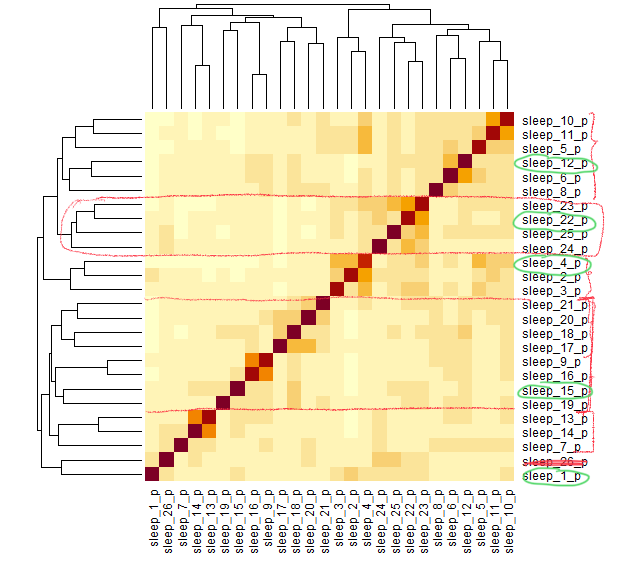 sleep_10_p
sleep_11_p
sleep_5_p
sleep_12_p
sleep_6_p
sleep_8_p
sleep_23_p
sleep_22_p
sleep_25_p
sleep_24_p
sleep_4_p
sleep_2_p
sleep_3_p
sleep_21_p
sleep_20_p
sleep_18_p
sleep_17_p
sleep_9_p
sleep_16_p
sleep_15_p
sleep_19_p
sleep_13_p
sleep_14_p
sleep_7_p
sleep_26_p
sleep_1_p
sleep_1_p
sleep_26_p
sleep_7_p
sleep_14_p
sleep_13_p
sleep_19_p
sleep_15_p
sleep_16_p
sleep_9_p
sleep_17_p
sleep_18_p
sleep_20_p
sleep_21_p
sleep_3_p
sleep_2_p
sleep_4_p
sleep_24_p
sleep_25_p
sleep_22_p
sleep_23_p
sleep_8_p
sleep_6_p
sleep_12_p
sleep_5_p
sleep_11_p
sleep_10_p